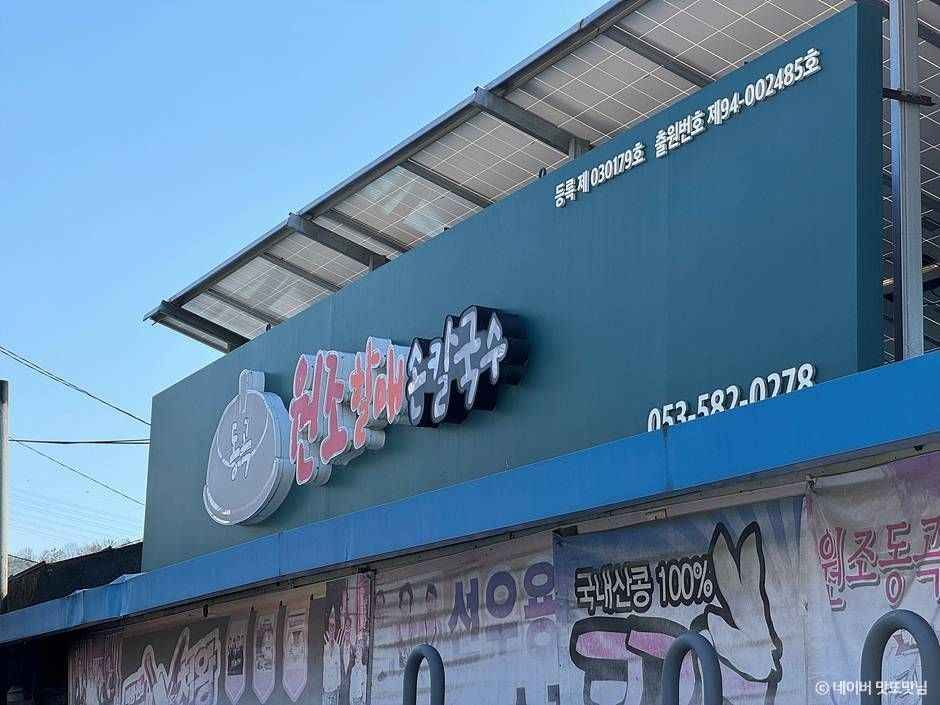 등록 제 030179호 출원번호 제94-002485호
동곡 원조할매손칼국수
053-582-0278
국내산콩 100%
원조동곡
© 네이버 맛또맛님